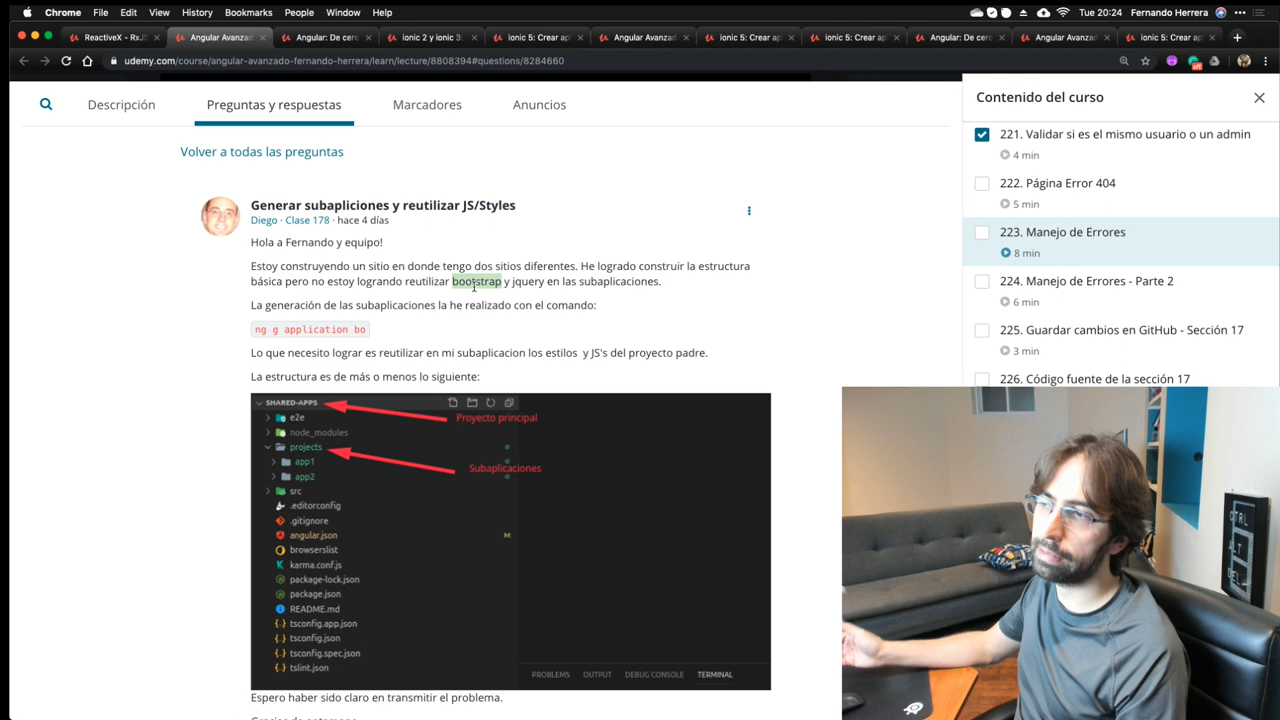 Chrome File Edit View History Bookmarks People Window Help Tue 20:24 Fernando Herrera
ReactiveX - RxJS Angular Avanzad Angular: De cero ionic 2 y ionic 3: ionic 5: Crear ap Angular Avanzad ionic 5: Crear ap ionic 5: Crear ap Angular: De cero Angular Avanzad ionic 5: Crear ap
udemy.com/course/angular-avanzado-fernando-herrera/learn/lecture/8808394#questions/8284660
Descripción Preguntas y respuestas Marcadores Anuncios
Volver a todas las preguntas
Generar subapliciones y reutilizar JS/Styles
Diego · Clase 178 · hace 4 días
Hola a Fernando y equipo!
Estoy construyendo un sitio en donde tengo dos sitios diferentes. He logrado construir la estructura
básica pero no estoy logrando reutilizar bootstrap y jquery en las subaplicaciones.
La generación de las subaplicaciones la he realizado con el comando:
ng g application bo
Lo que necesito lograr es reutilizar en mi subaplicacion los estilos y JS's del proyecto padre.
La estructura es de más o menos lo siguiente:
SHARED-APPS
Proyecto principal
e2e
node_modules
projects
Subaplicaciones
app1
app2
src
.editorconfig
.gitignore
angular.json M
browserslist
karma.conf.js
package-lock.json
package.json
README.md
tsconfig.app.json
tsconfig.json
tsconfig.spec.json
tslint.json
PROBLEMS OUTPUT DEBUG CONSOLE TERMINAL
Espero haber sido claro en transmitir el problema.
Contenido del curso
221. Validar si es el mismo usuario o un admin
4 min
222. Página Error 404
5 min
223. Manejo de Errores
8 min
224. Manejo de Errores - Parte 2
6 min
225. Guardar cambios en GitHub - Sección 17
3 min
226. Código fuente de la sección 17
CTRL
ALT
DEL